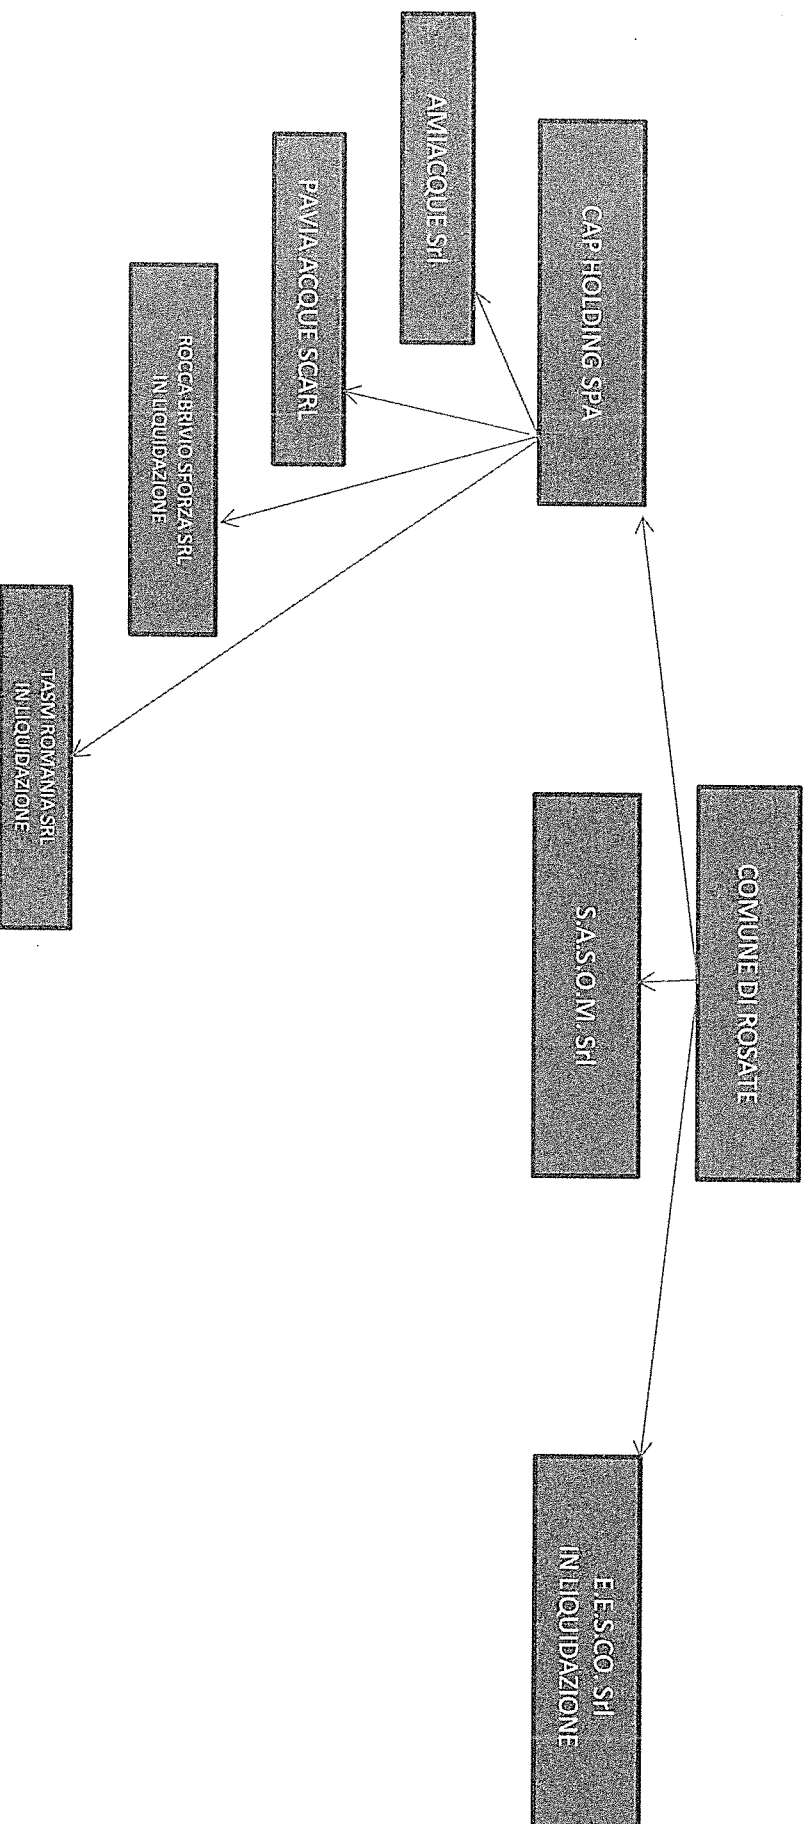 COMUNE DI ROSATE
CAP HOLDING SPA
S.A.S.O.M. Srl
E.E.S.CO. Srl
IN LIQUIDAZIONE
AMIACQUE Srl
PAVIA ACQUE SCARL
ROCCA BRIVIO SFORZA SRL
IN LIQUIDAZIONE
TASM ROMANIA SRL
IN LIQUIDAZIONE